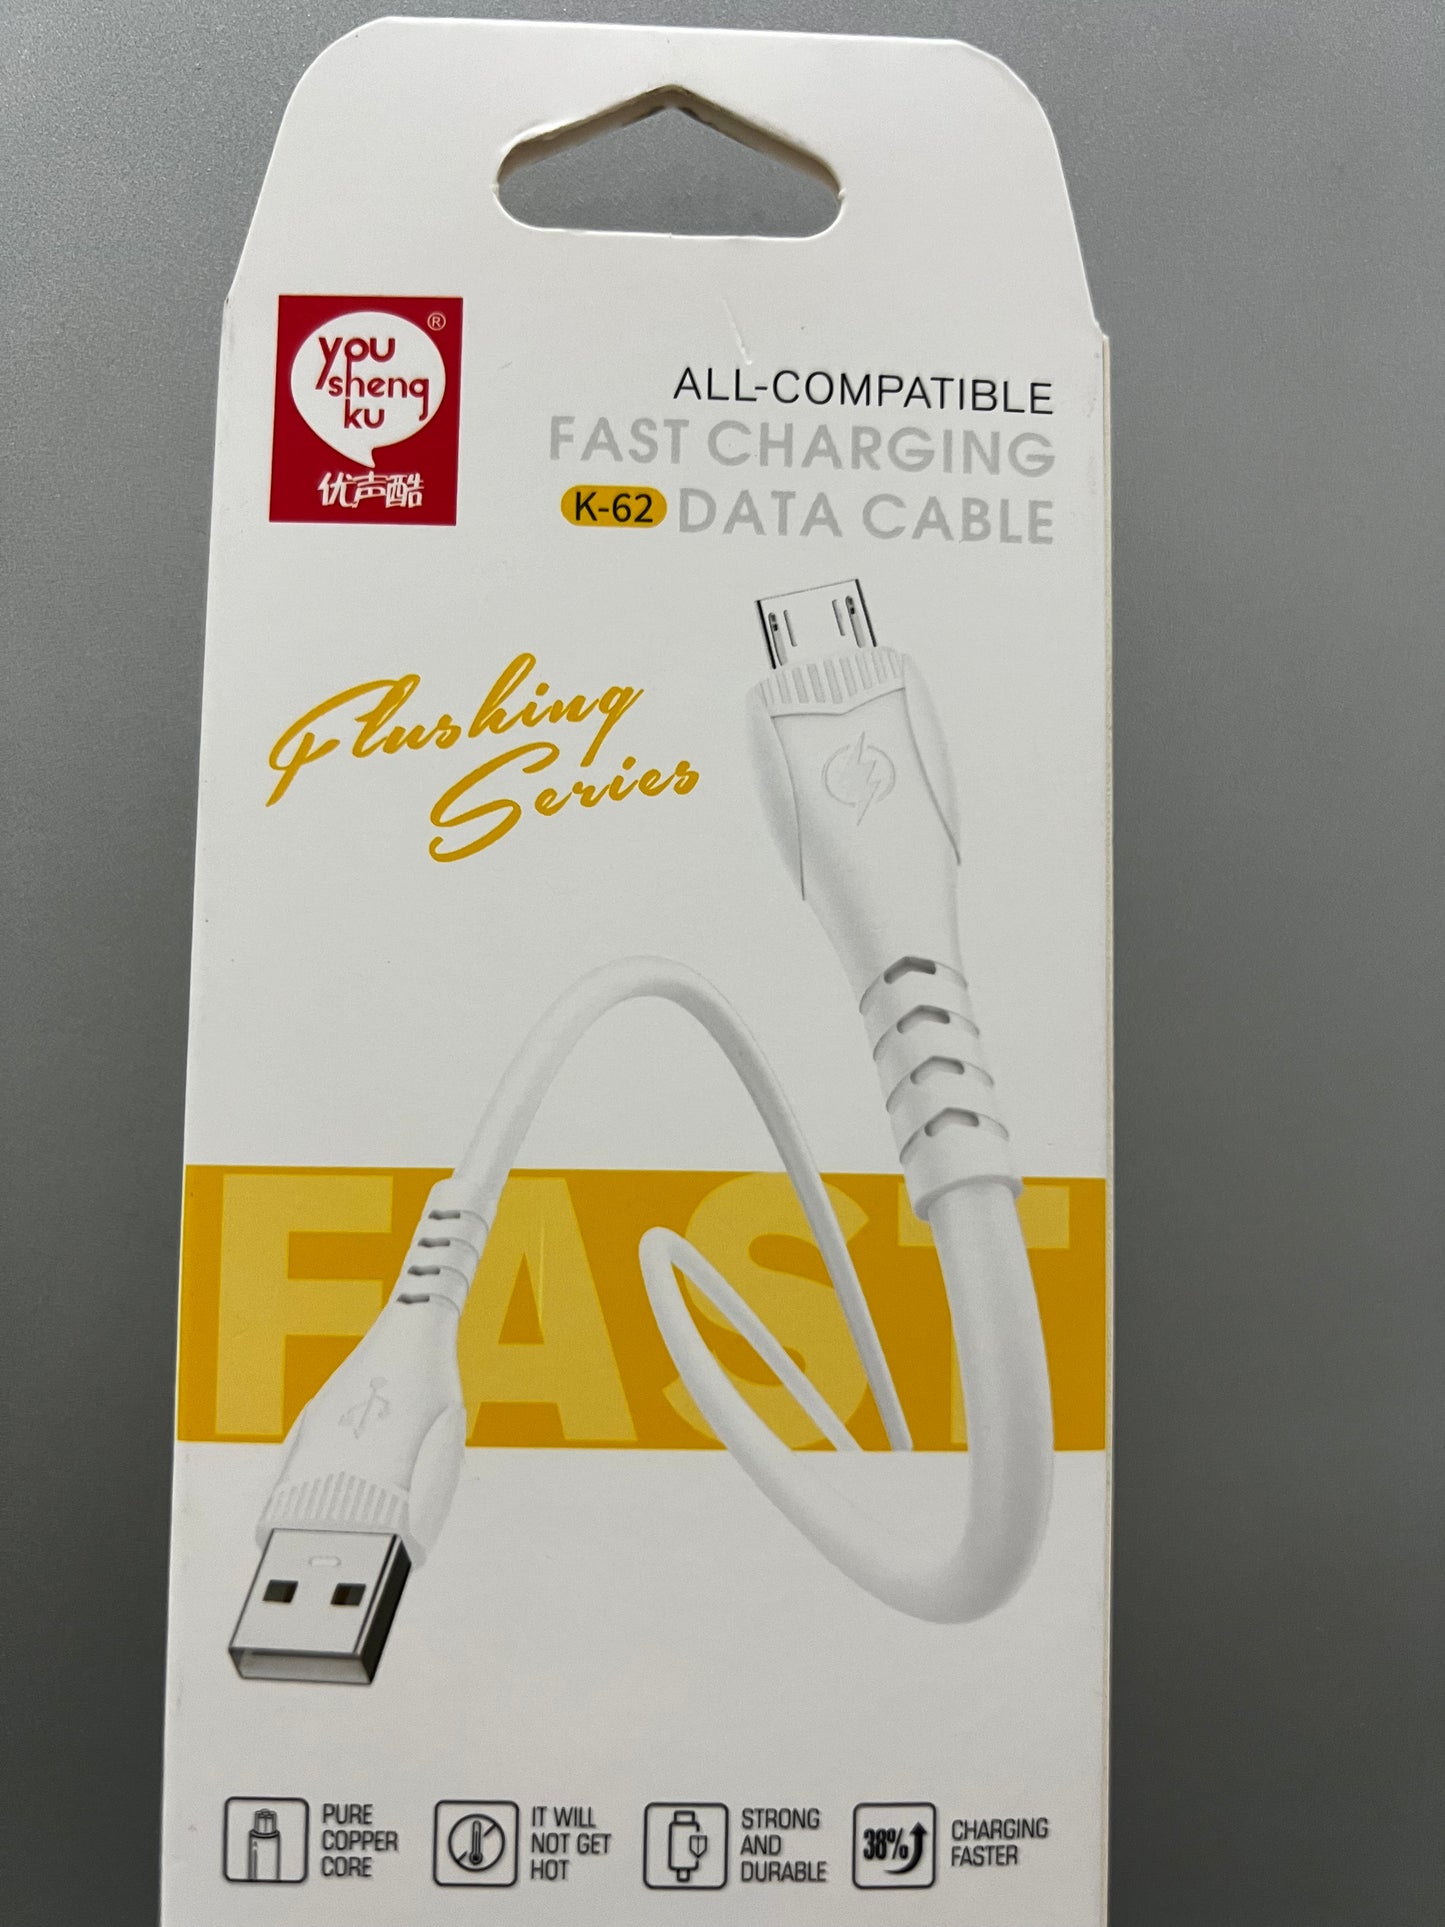 you
sheng
ku
®
优声酷
ALL-COMPATIBLE
FAST CHARGING
K-62 DATA CABLE
Flushing
Series
FAST
PURE
COPPER
CORE
IT WILL
NOT GET
HOT
STRONG
AND
DURABLE
38%
CHARGING
FASTER